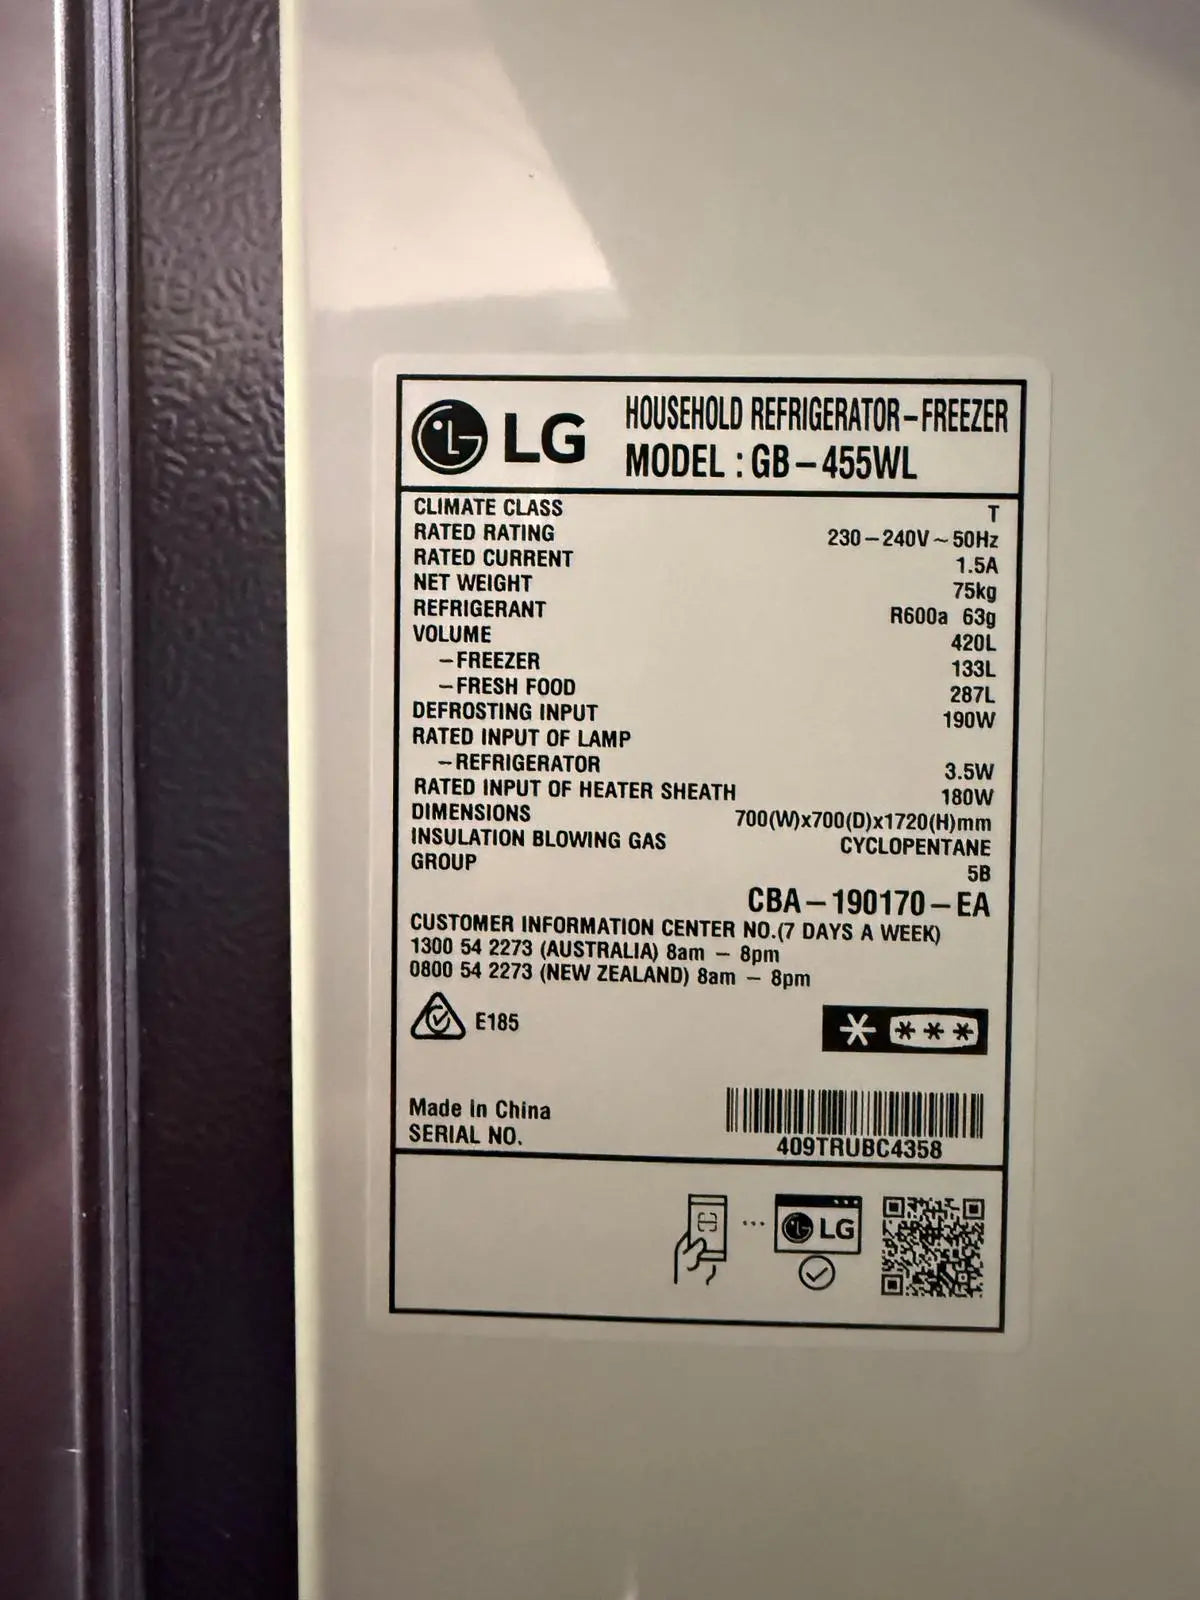 LG
HOUSEHOLD REFRIGERATOR-FREEZER
MODEL : GB-455WL
CLIMATE CLASS T
RATED RATING 230-240V~50Hz
RATED CURRENT 1.5A
NET WEIGHT 75kg
REFRIGERANT R600a 63g
VOLUME 420L
-FREEZER 133L
-FRESH FOOD 287L
DEFROSTING INPUT 190W
RATED INPUT OF LAMP
-REFRIGERATOR 3.5W
RATED INPUT OF HEATER SHEATH 180W
DIMENSIONS 700(W)x700(D)x1720(H)mm
INSULATION BLOWING GAS CYCLOPENTANE
GROUP 5B
CBA-190170-EA
CUSTOMER INFORMATION CENTER NO.(7 DAYS A WEEK)
1300 54 2273 (AUSTRALIA) 8am - 8pm
0800 54 2273 (NEW ZEALAND) 8am - 8pm
E185
Made in China
SERIAL NO.
409TRUBC4358
LG